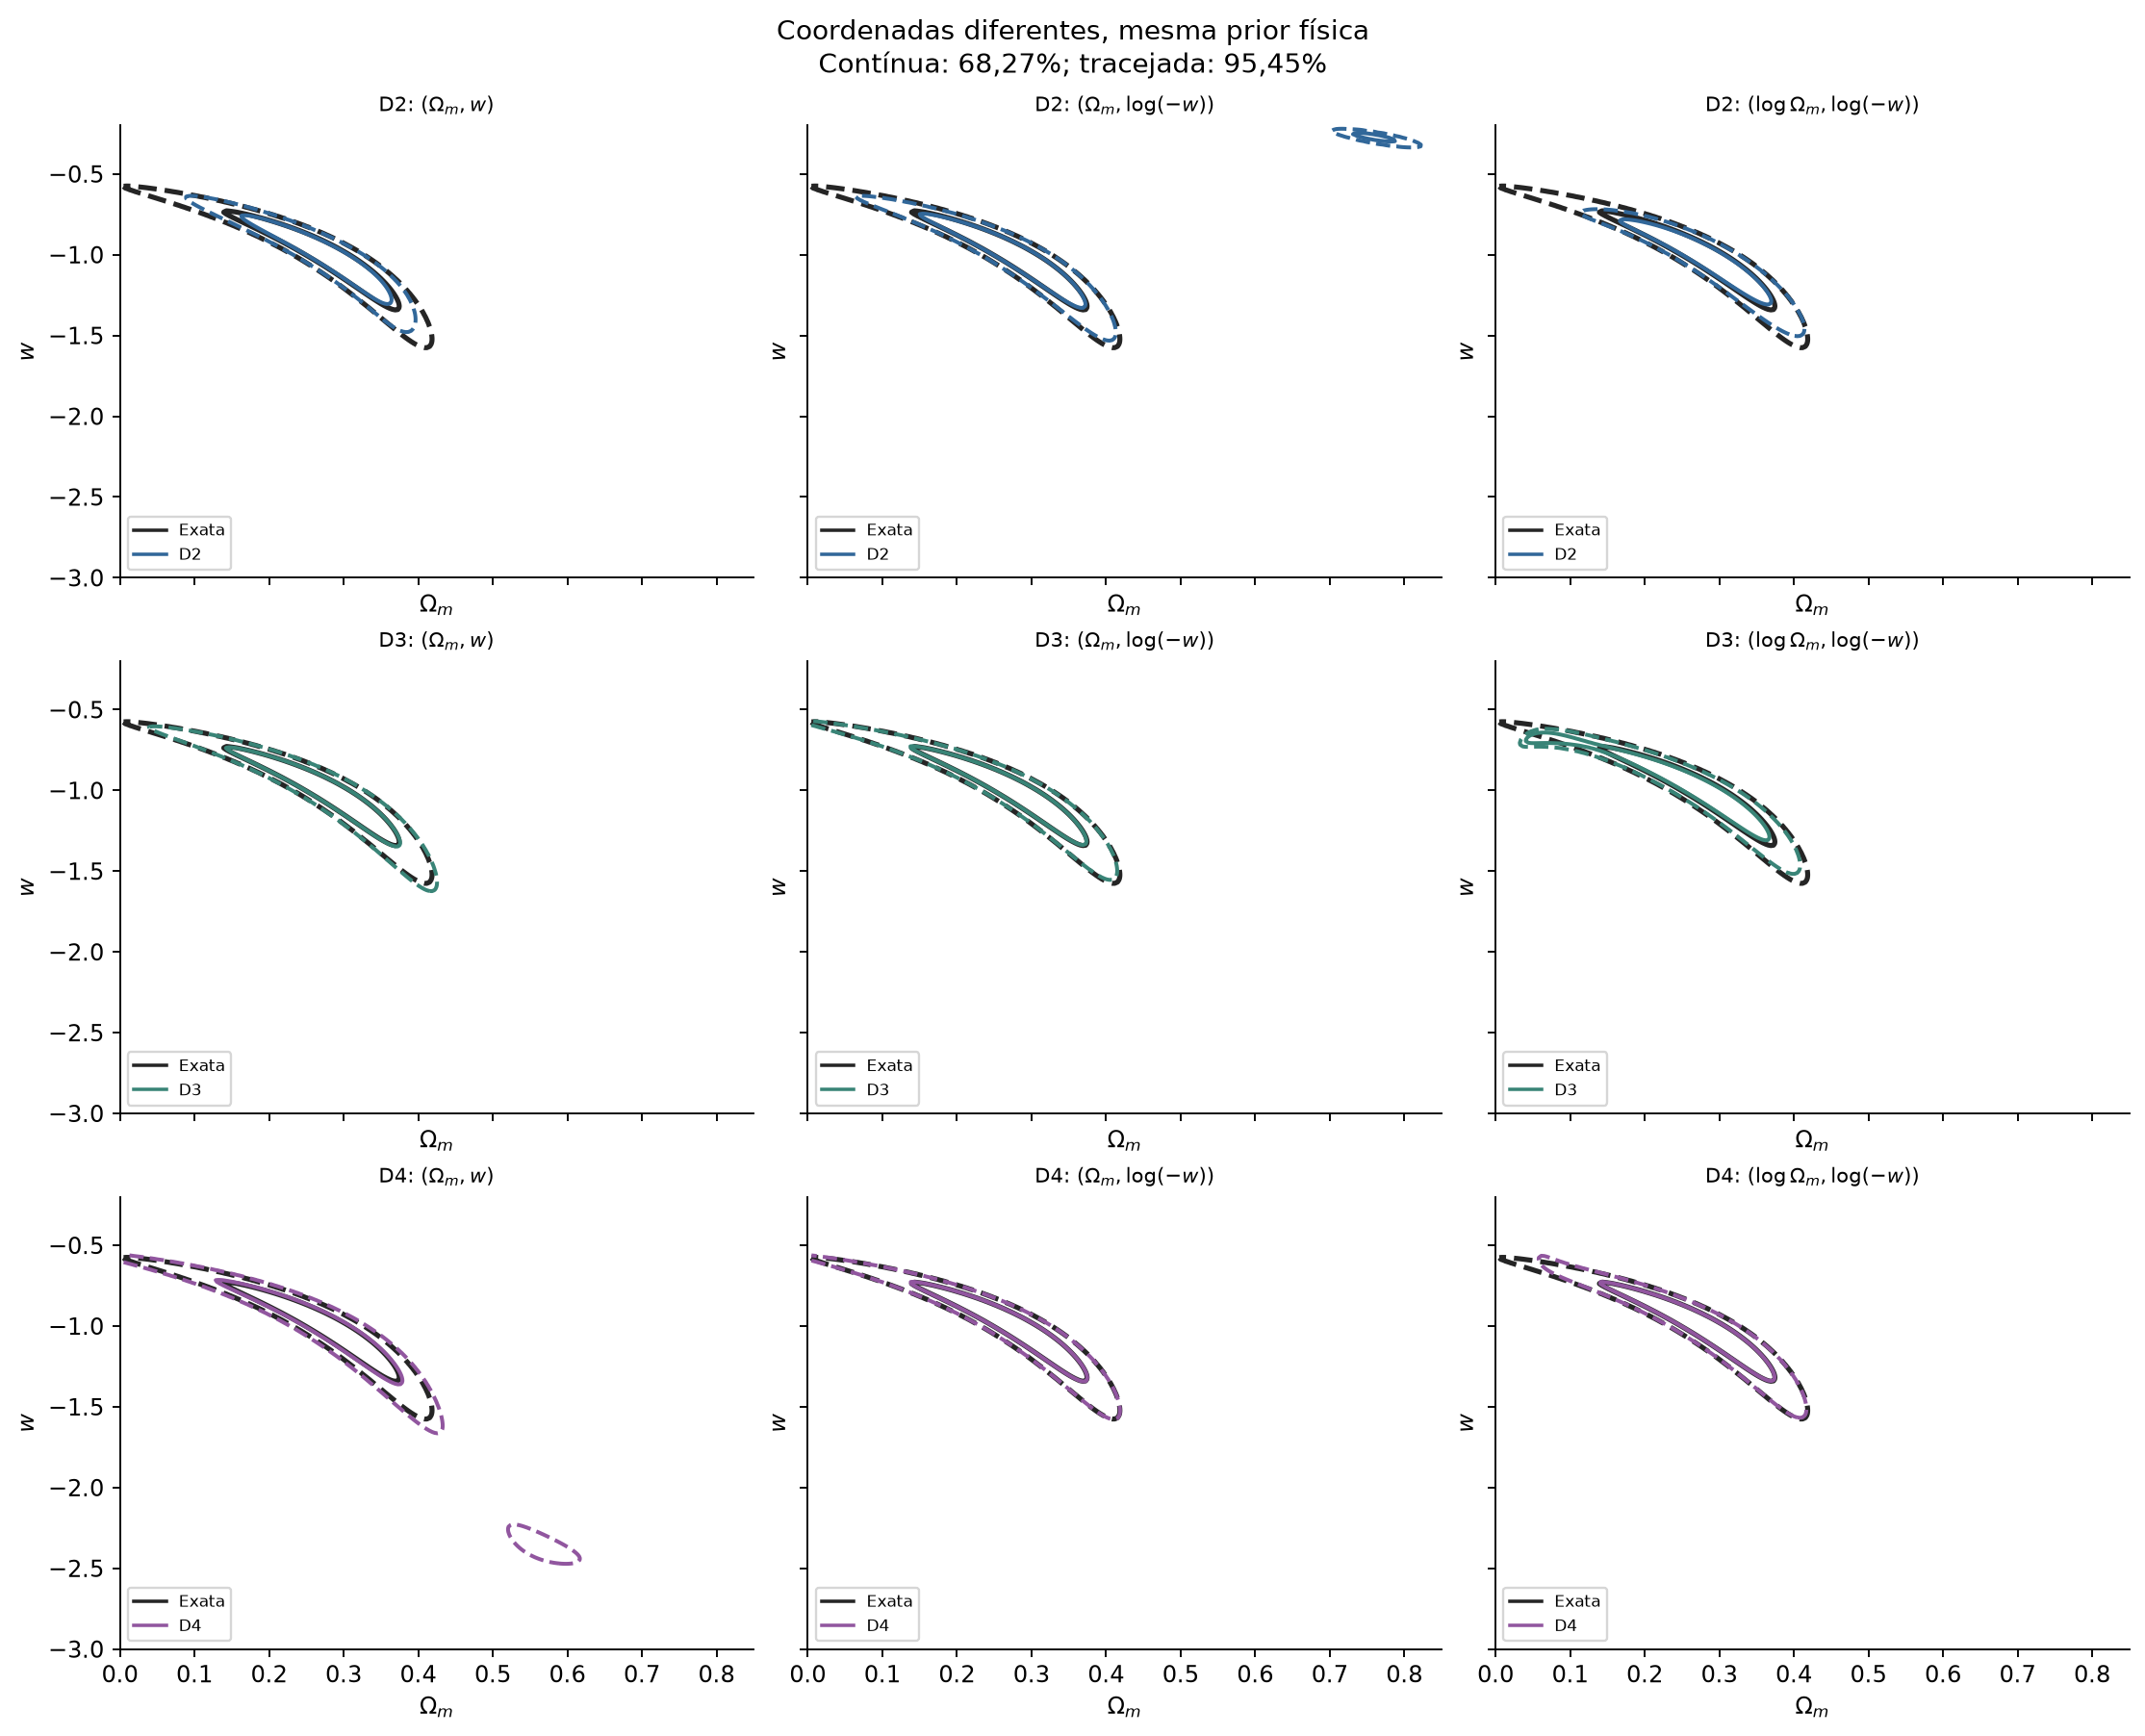 Coordenadas diferentes, mesma prior física
Contínua: 68,27%; tracejada: 95,45%
D2: (Ωₘ, w)
D2: (Ωₘ, log(−w))
D2: (log Ωₘ, log(−w))
−0.5
−1.0
−1.5
−2.0
−2.5
−3.0
w
w
w
Exata
D2
Exata
D2
Exata
D2
Ωₘ
Ωₘ
Ωₘ
D3: (Ωₘ, w)
D3: (Ωₘ, log(−w))
D3: (log Ωₘ, log(−w))
−0.5
−1.0
−1.5
−2.0
−2.5
−3.0
w
w
w
Exata
D3
Exata
D3
Exata
D3
Ωₘ
Ωₘ
Ωₘ
D4: (Ωₘ, w)
D4: (Ωₘ, log(−w))
D4: (log Ωₘ, log(−w))
−0.5
−1.0
−1.5
−2.0
−2.5
−3.0
w
w
w
Exata
D4
Exata
D4
Exata
D4
0.0 0.1 0.2 0.3 0.4 0.5 0.6 0.7 0.8
0.0 0.1 0.2 0.3 0.4 0.5 0.6 0.7 0.8
0.0 0.1 0.2 0.3 0.4 0.5 0.6 0.7 0.8
Ωₘ
Ωₘ
Ωₘ